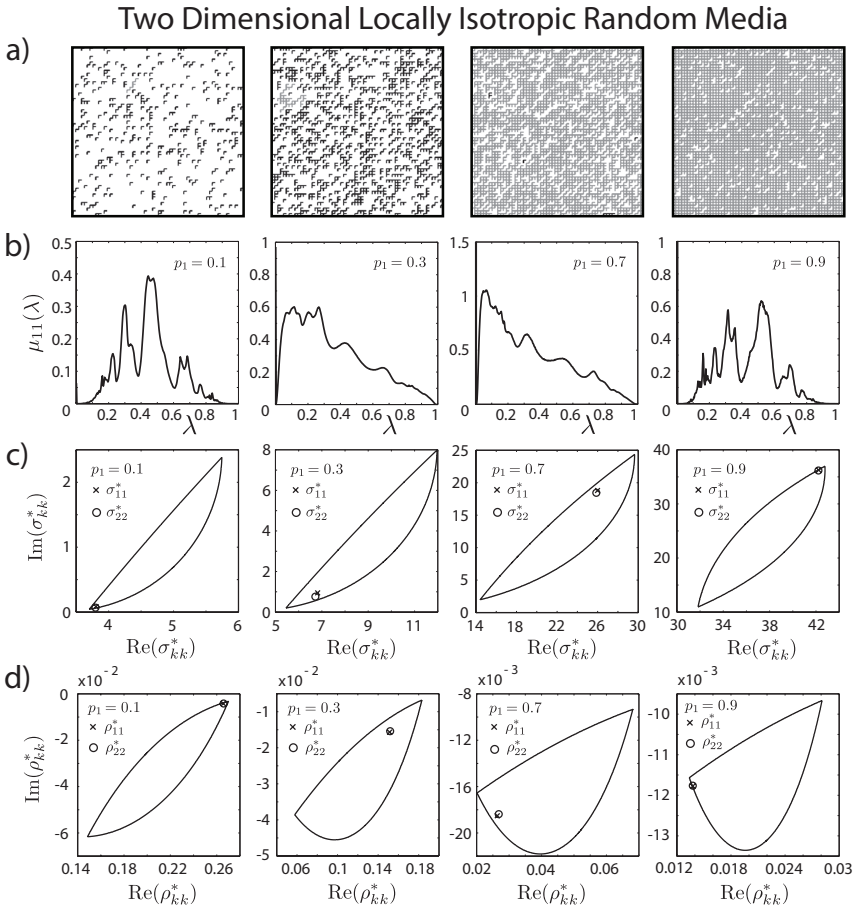 Two Dimensional Locally Isotropic Random Media
a)
b)
μ₁₁(λ)
0.5
0.4
0.3
0.2
0.1
0
p₁ = 0.1
0.2 0.4 0.6 0.8 1
λ
1
0.8
0.6
0.4
0.2
0
p₁ = 0.3
0.2 0.4 0.6 0.8 1
λ
1.5
1
0.5
0
p₁ = 0.7
0.2 0.4 0.6 0.8 1
λ
1
0.8
0.6
0.4
0.2
0
p₁ = 0.9
0.2 0.4 0.6 0.8 1
λ
c)
Im(σ*kk)
2
1
0
p₁ = 0.1
× σ*₁₁
○ σ*₂₂
4 5 6
Re(σ*kk)
8
6
4
2
0
p₁ = 0.3
× σ*₁₁
○ σ*₂₂
5 7 9 11
Re(σ*kk)
25
20
15
10
5
0
p₁ = 0.7
× σ*₁₁
○ σ*₂₂
14 18 22 26 30
Re(σ*kk)
40
30
20
10
p₁ = 0.9
× σ*₁₁
○ σ*₂₂
30 34 38 42
Re(σ*kk)
d)
Im(ρ*kk)
x10⁻²
0
-2
-4
-6
p₁ = 0.1
× ρ*₁₁
○ ρ*₂₂
0.14 0.18 0.22 0.26
Re(ρ*kk)
x10⁻²
0
-1
-2
-3
-4
-5
p₁ = 0.3
× ρ*₁₁
○ ρ*₂₂
0.06 0.1 0.14 0.18
Re(ρ*kk)
x10⁻³
-8
-12
-16
-20
p₁ = 0.7
× ρ*₁₁
○ ρ*₂₂
0.02 0.04 0.06
Re(ρ*kk)
x10⁻³
-9
-10
-11
-12
-13
p₁ = 0.9
× ρ*₁₁
○ ρ*₂₂
0.012 0.02 0.028 0.03
Re(ρ*kk)